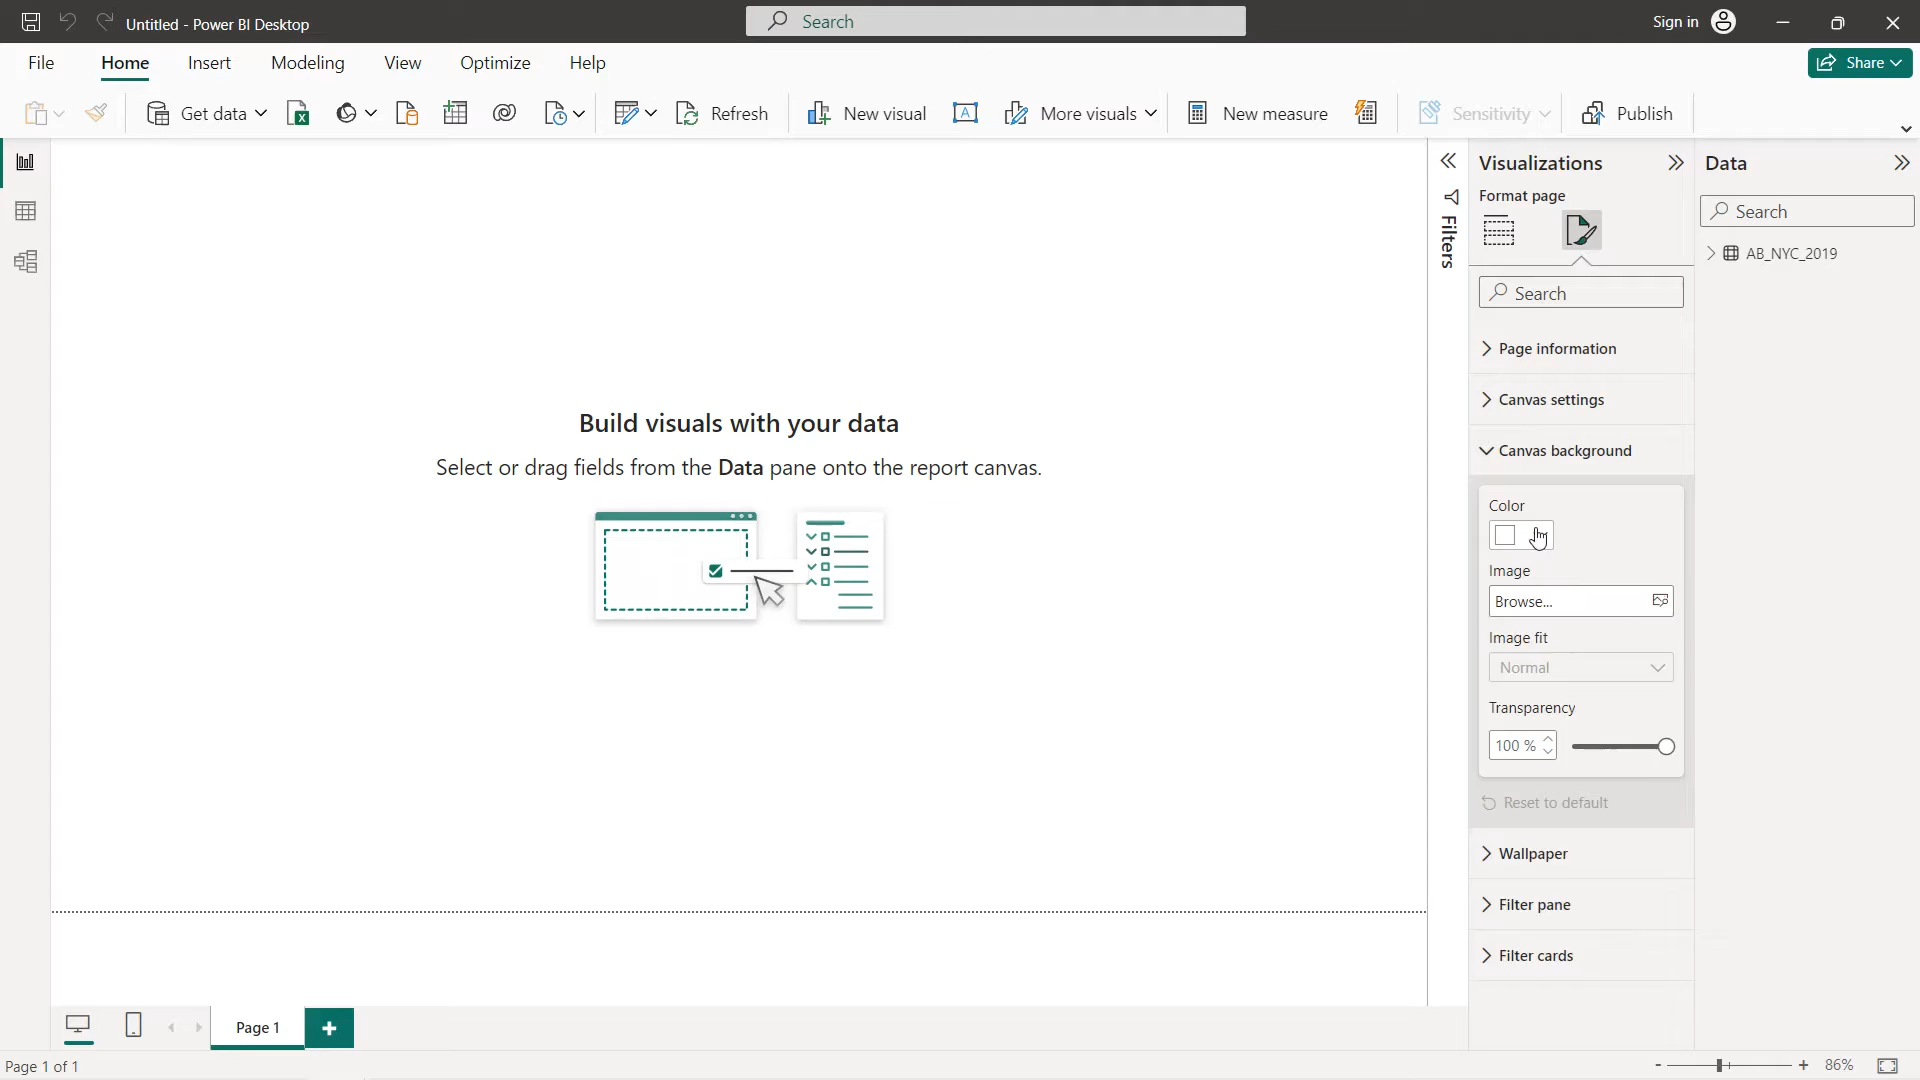 Untitled - Power BI Desktop
Search
Sign in
File
Home
Insert
Modeling
View
Optimize
Help
Share
Get data
Refresh
New visual
More visuals
New measure
Sensitivity
Publish
Build visuals with your data
Select or drag fields from the Data pane onto the report canvas.
Filters
Visualizations
Format page
Search
Page information
Canvas settings
Canvas background
Color
Image
Browse...
Image fit
Normal
Transparency
100 %
Reset to default
Wallpaper
Filter pane
Filter cards
Data
Search
AB_NYC_2019
Page 1
Page 1 of 1
- + 86%